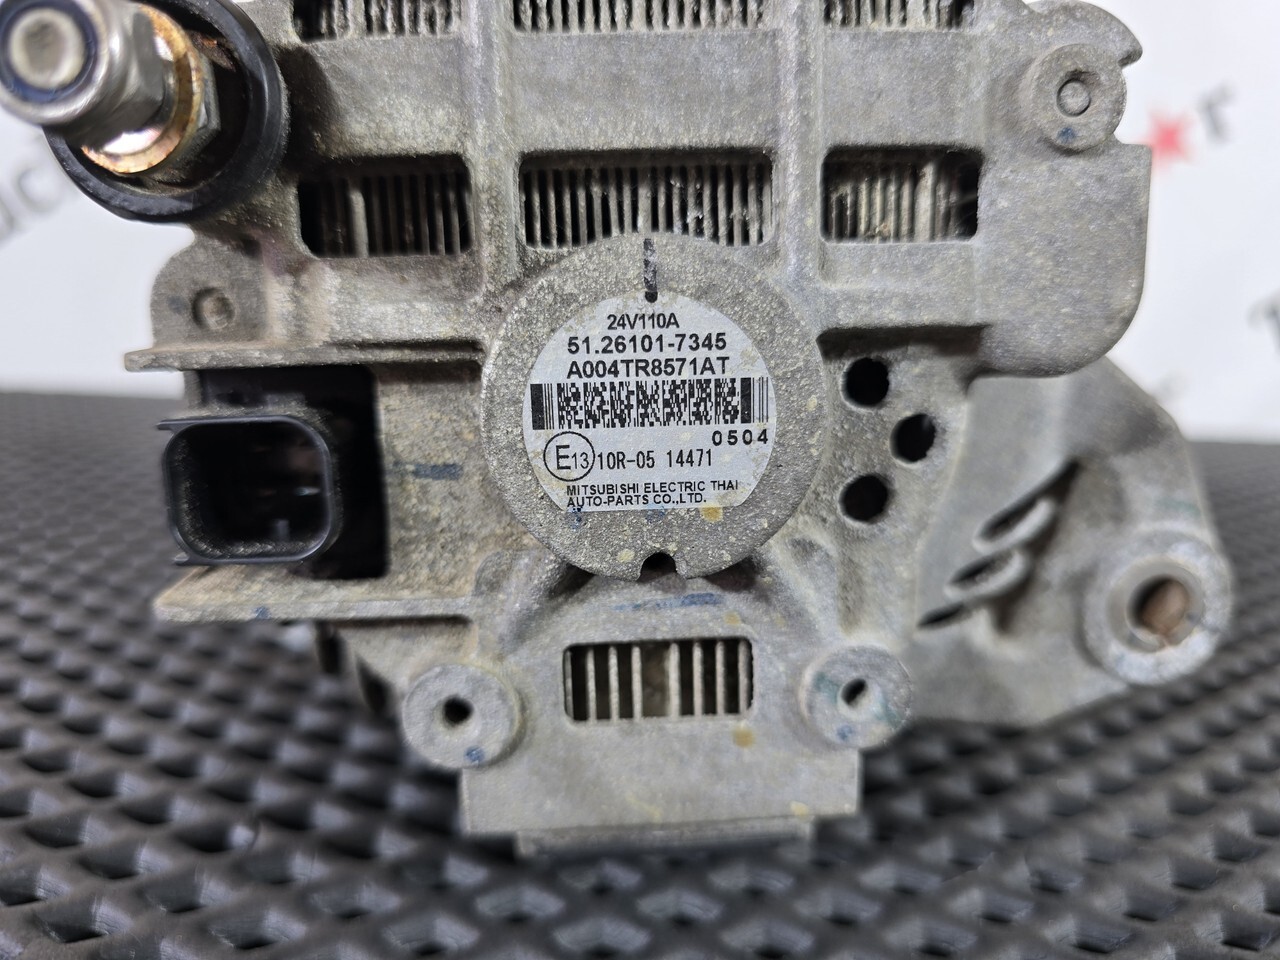 24V110A
51.26101-7345
A004TR8571AT
0504
E13 10R-05 14471
MITSUBISHI ELECTRIC THAI
AUTO-PARTS CO.,LTD.